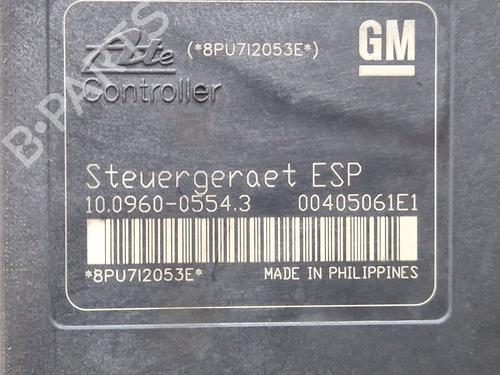 Ate (*8PU7I2053E*) GM
Controller
Steuergeraet ESP
10.0960-0554.3 00405061E1
*8PU7I2053E* MADE IN PHILIPPINES
B-PARTS